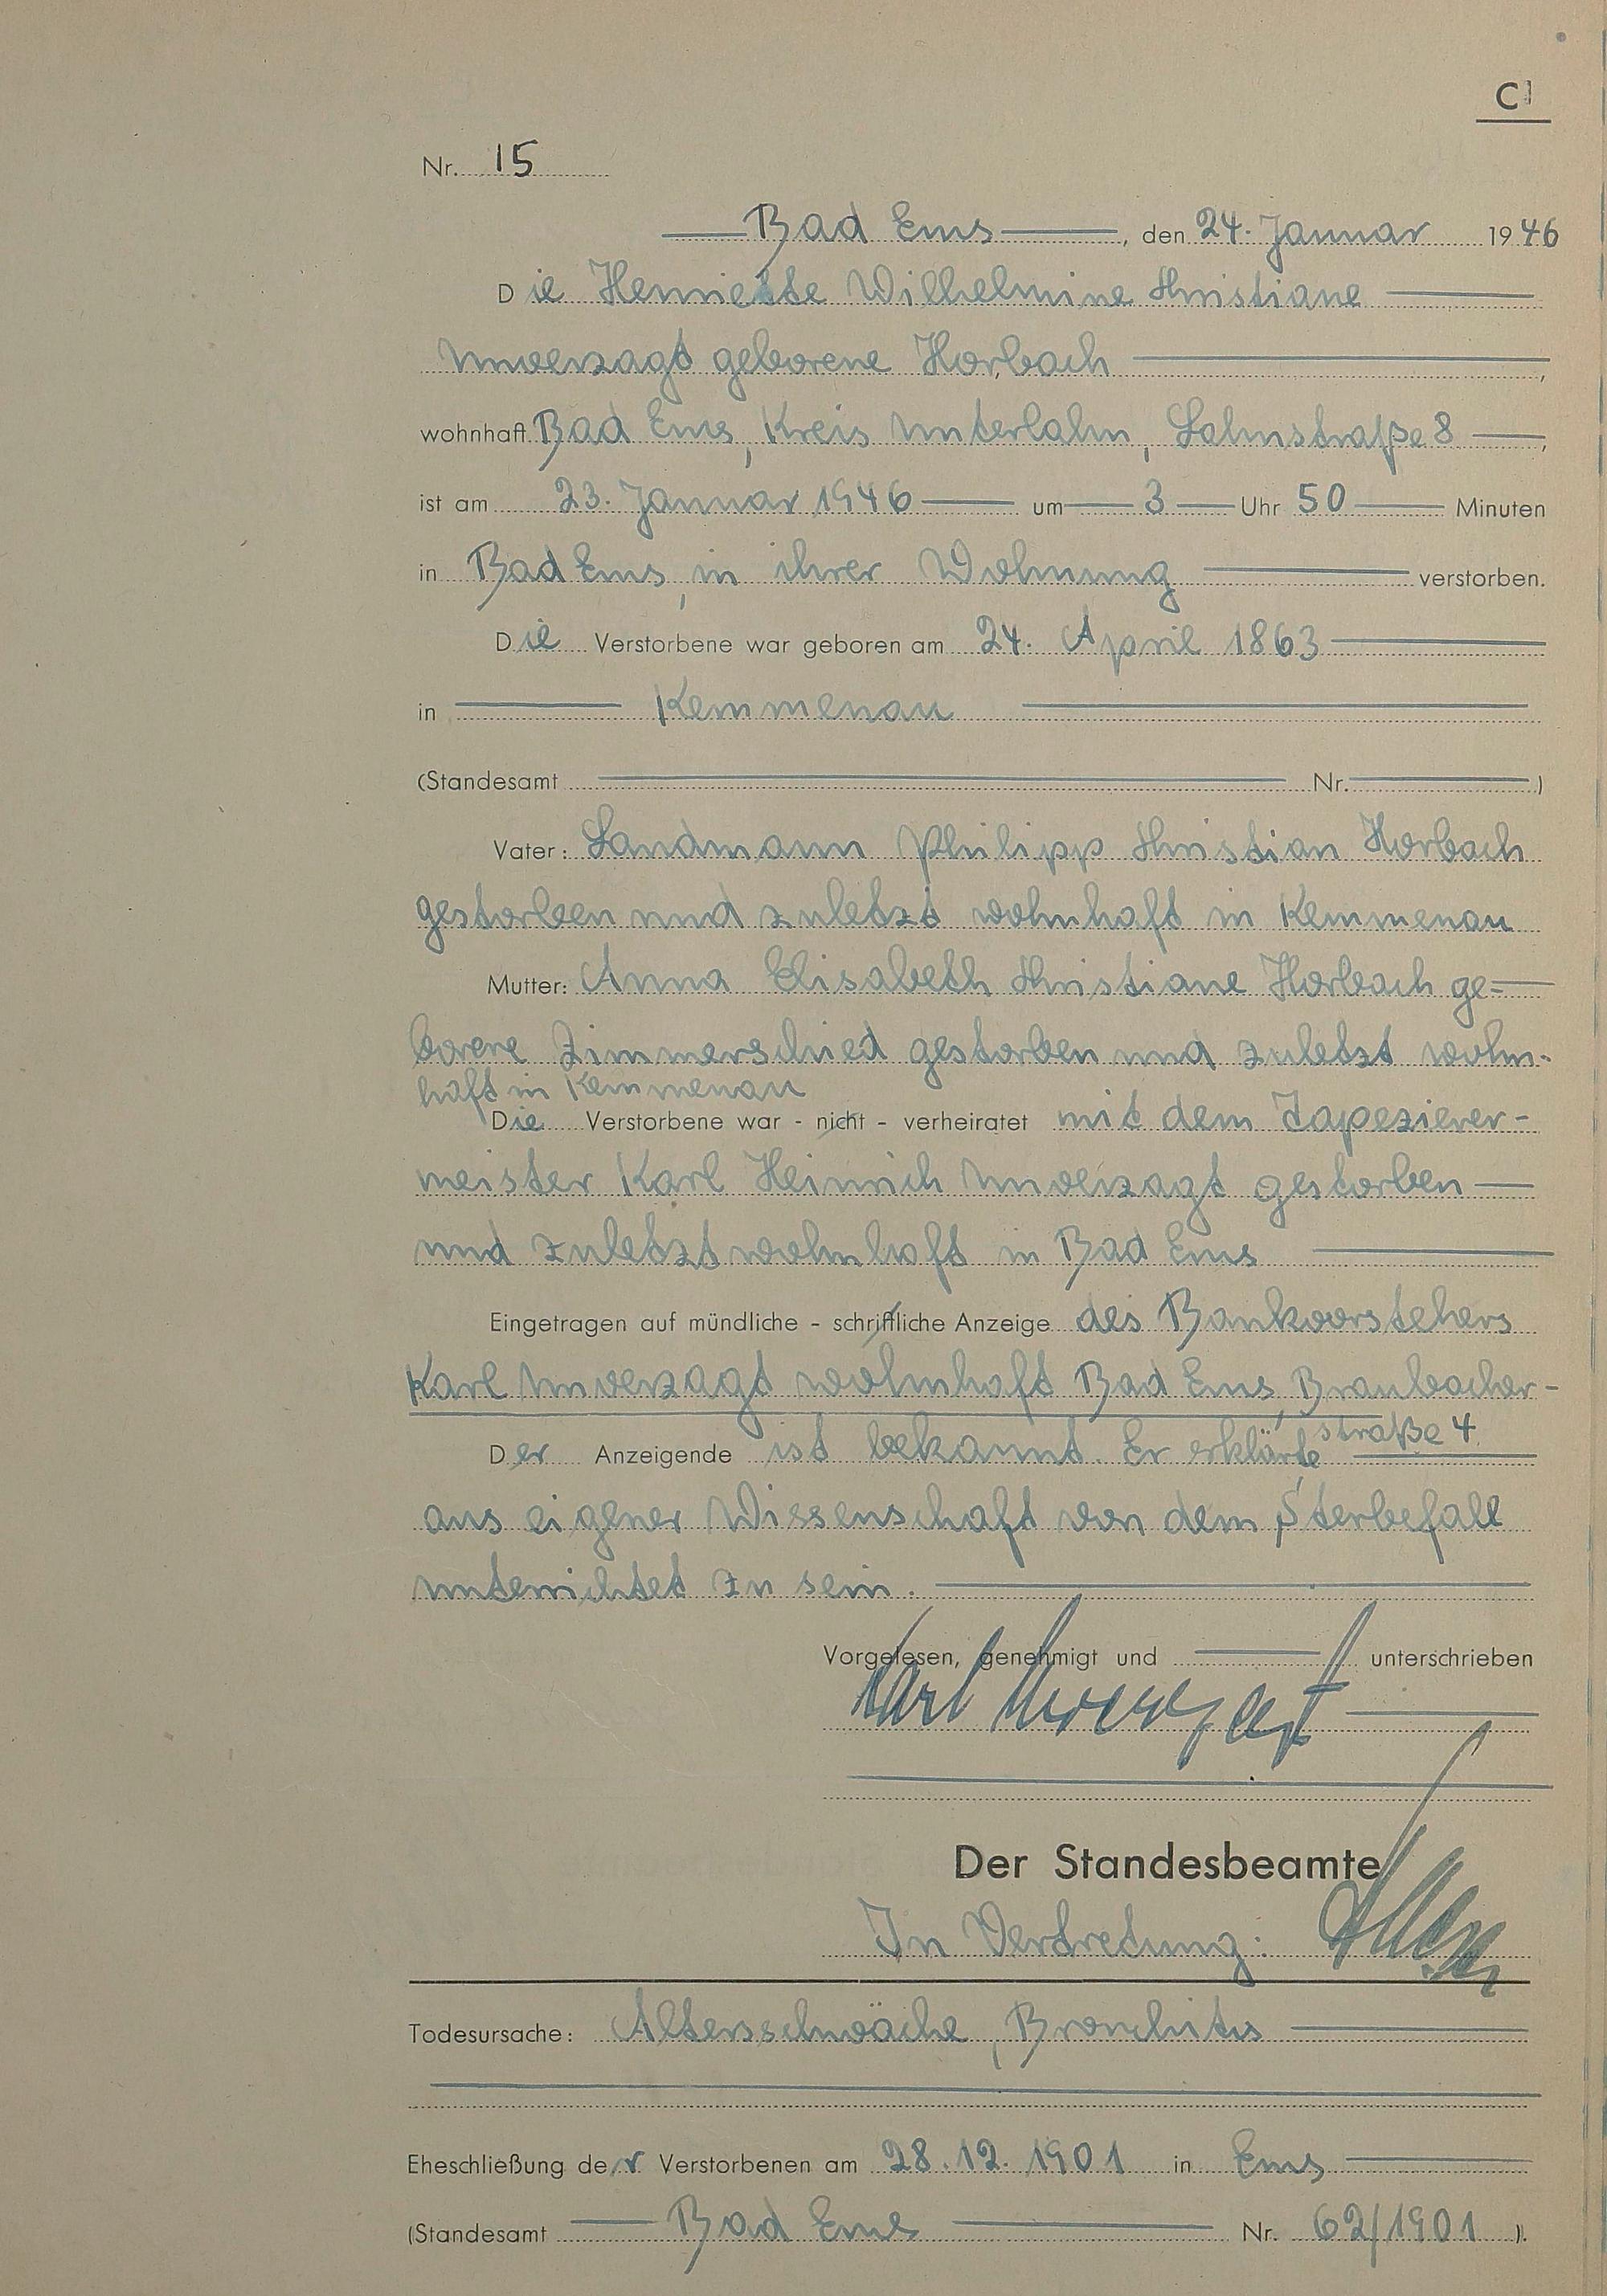 C
Nr. 15
Bad Ems, den 24. Januar 1946
Die Henriette Wilhelmine Christiane
Unverzagt geborene Horbach
wohnhaft Bad Ems, Kreis Unterlahn, Lahnstraße 8,
ist am 23. Januar 1946 um 3 Uhr 50 Minuten
in Bad Ems, in ihrer Wohnung verstorben.
Die Verstorbene war geboren am 24. April 1863
in Kemmenau
(Standesamt Nr. )
Vater: Landmann Philipp Christian Horbach
gestorben und zuletzt wohnhaft in Kemmenau
Mutter: Anna Elisabeth Christiane Horbach ge-
borene Zimmerschied gestorben und zuletzt wohn-
haft in Kemmenau
Die Verstorbene war - nicht - verheiratet mit dem Tapezierer-
meister Karl Heinrich Unverzagt gestorben
und zuletzt wohnhaft in Bad Ems
Eingetragen auf mündliche - schriftliche Anzeige des Bankvorstehers
Karl Unverzagt wohnhaft Bad Ems, Braubacher-
straße 4
Der Anzeigende ist bekannt. Er erklärte,
aus eigener Wissenschaft von dem Sterbefall
unterrichtet zu sein.
Vorgelesen, genehmigt und unterschrieben
Karl Unverzagt
Der Standesbeamte
In Vertretung:
Todesursache: Altersschwäche, Bronchitis
Eheschließung der Verstorbenen am 28.12.1901 in Ems
(Standesamt Bad Ems Nr. 62/1901 ).